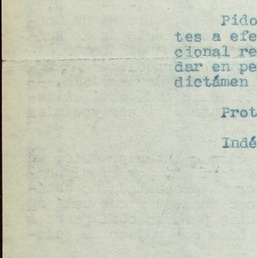 Pido
tes a efe
cional re
dar en pe
dictámen
Prot
Indé